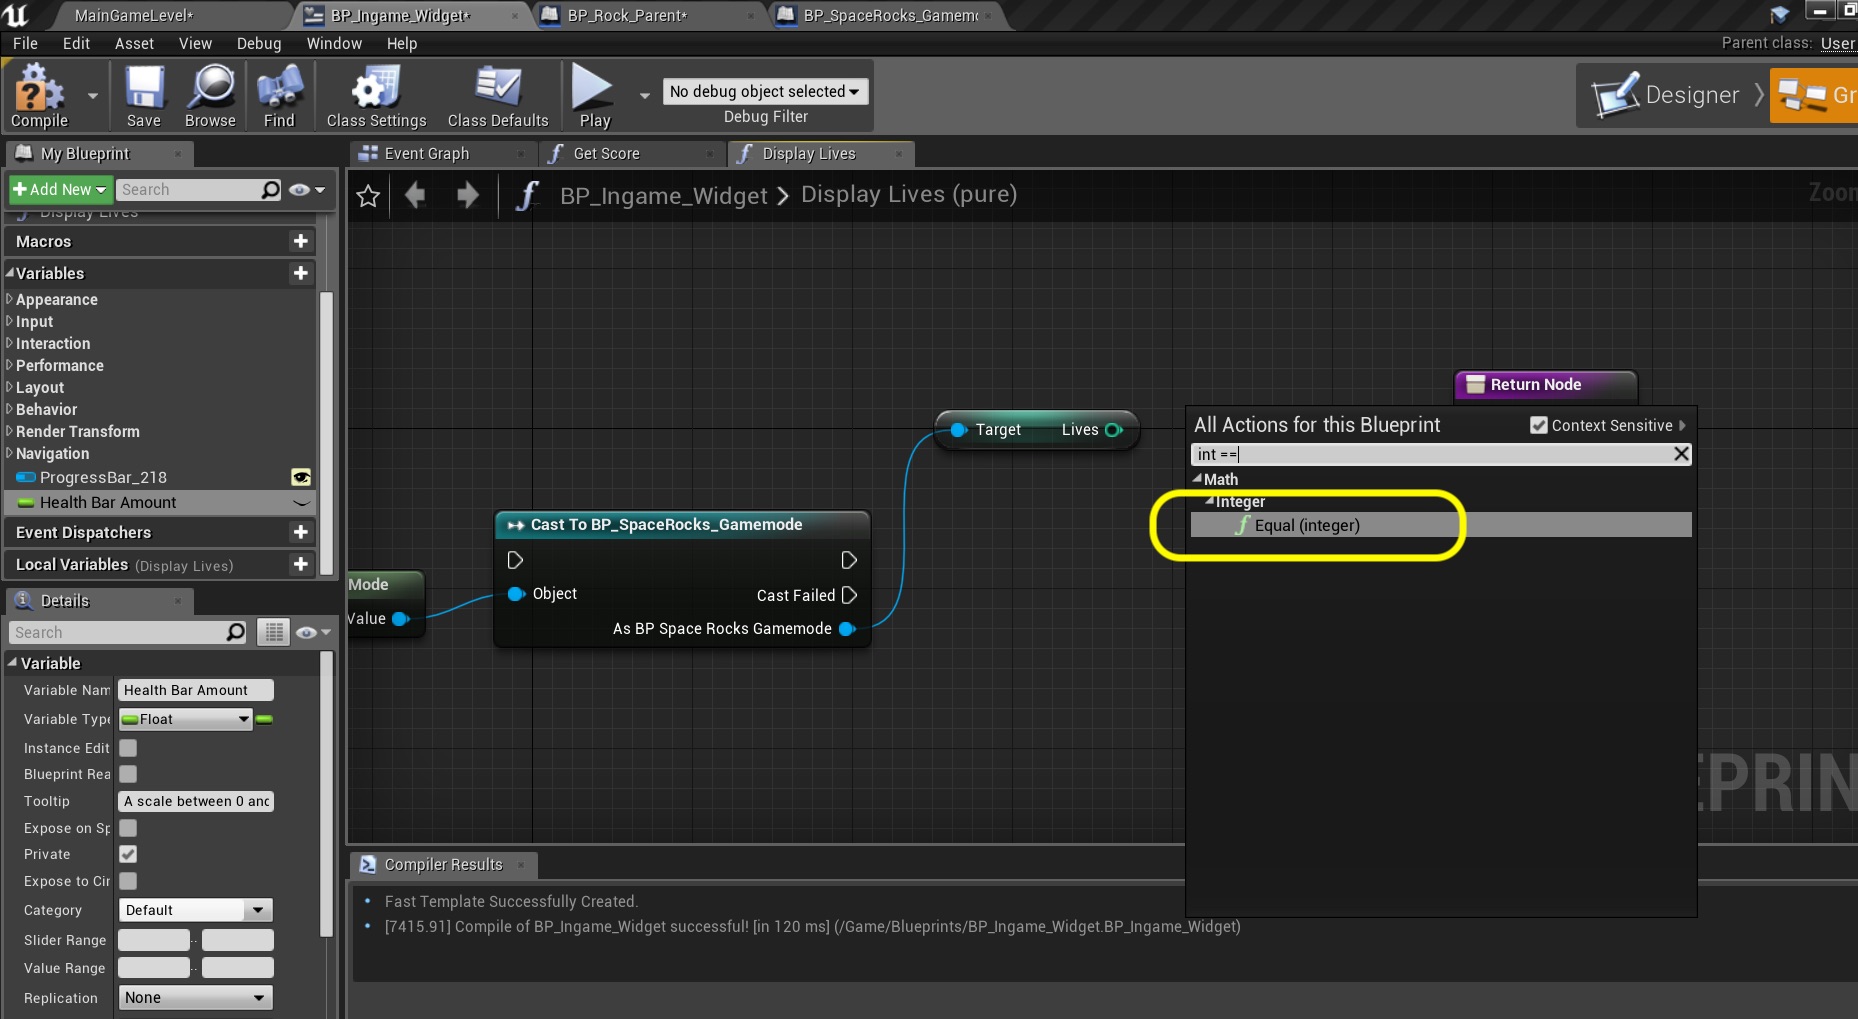 MainGameLevel*
BP_Ingame_Widget*
BP_Rock_Parent*
BP_SpaceRocks_Gamem
File Edit Asset View Debug Window Help
Parent class: User
Compile
Save
Browse
Find
Class Settings
Class Defaults
Play
No debug object selected
Debug Filter
Designer
Gr
My Blueprint
Event Graph
Get Score
Display Lives
Add New
Search
BP_Ingame_Widget > Display Lives (pure)
Zoom
Display Lives
Macros
Variables
Appearance
Input
Interaction
Performance
Layout
Behavior
Render Transform
Navigation
ProgressBar_218
Health Bar Amount
Event Dispatchers
Local Variables (Display Lives)
Return Node
All Actions for this Blueprint
Context Sensitive
int ==
Math
Integer
Equal (integer)
Target Lives
Cast To BP_SpaceRocks_Gamemode
Object
Cast Failed
As BP Space Rocks Gamemode
Mode
Value
EPRIN
Details
Search
Variable
Variable Nam Health Bar Amount
Variable Type Float
Instance Edit
Blueprint Rea
Tooltip A scale between 0 and
Expose on Sp
Private
Expose to Cin
Category Default
Slider Range ..
Value Range ..
Replication None
Compiler Results
• Fast Template Successfully Created.
• [7415.91] Compile of BP_Ingame_Widget successful! [in 120 ms] (/Game/Blueprints/BP_Ingame_Widget.BP_Ingame_Widget)